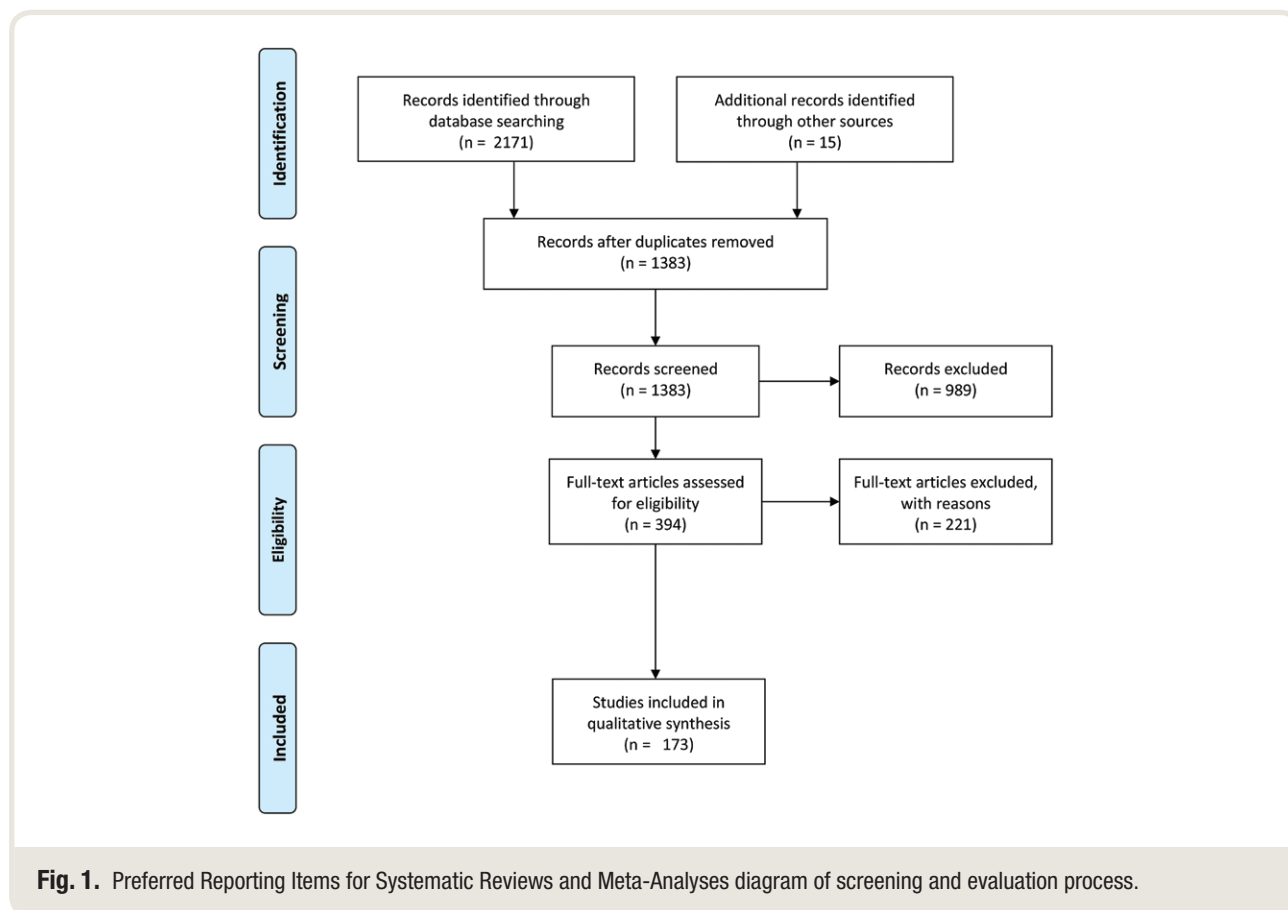 Identification
Records identified through
database searching
(n = 2171)
Additional records identified
through other sources
(n = 15)
Records after duplicates removed
(n = 1383)
Screening
Records screened
(n = 1383)
Records excluded
(n = 989)
Eligibility
Full-text articles assessed
for eligibility
(n = 394)
Full-text articles excluded,
with reasons
(n = 221)
Included
Studies included in
qualitative synthesis
(n = 173)
Fig. 1. Preferred Reporting Items for Systematic Reviews and Meta-Analyses diagram of screening and evaluation process.